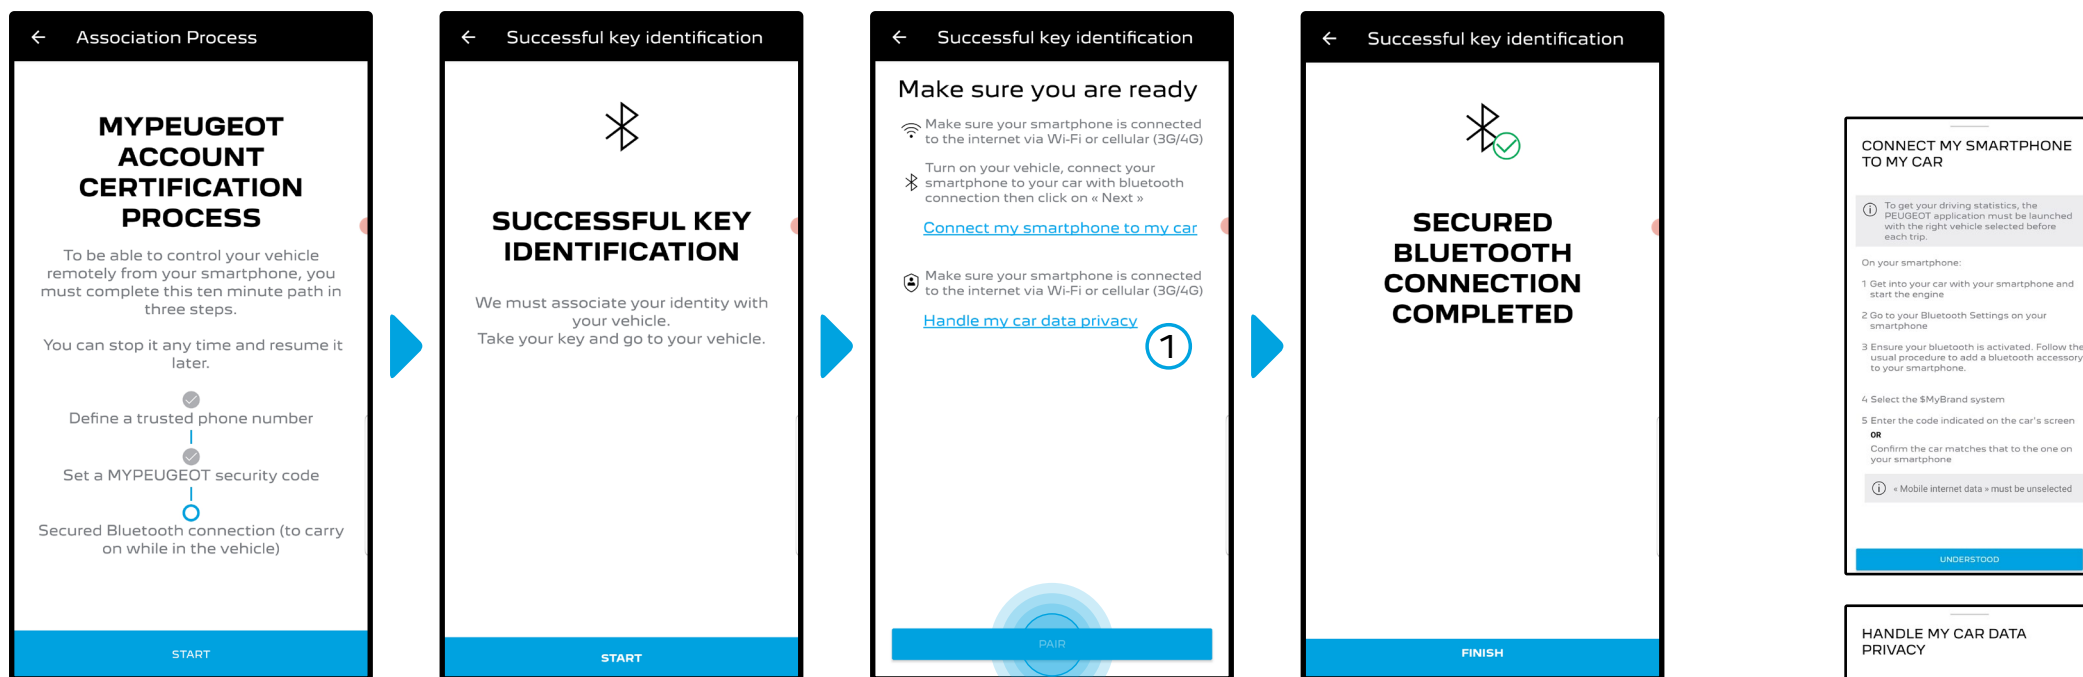 Association Process
MYPEUGEOT
ACCOUNT
CERTIFICATION
PROCESS
To be able to control your vehicle
remotely from your smartphone, you
must complete this ten minute path in
three steps.
You can stop it any time and resume it
later.
Define a trusted phone number
Set a MYPEUGEOT security code
Secured Bluetooth connection (to carry
on while in the vehicle)
START
Successful key identification
SUCCESSFUL KEY
IDENTIFICATION
We must associate your identity with
your vehicle.
Take your key and go to your vehicle.
START
Successful key identification
Make sure you are ready
Make sure your smartphone is connected
to the internet via Wi-Fi or cellular (3G/4G)
Turn on your vehicle, connect your
smartphone to your car with bluetooth
connection then click on « Next »
Connect my smartphone to my car
Make sure your smartphone is connected
to the internet via Wi-Fi or cellular (3G/4G)
Handle my car data privacy
1
PAIR
Successful key identification
SECURED
BLUETOOTH
CONNECTION
COMPLETED
FINISH
CONNECT MY SMARTPHONE
TO MY CAR
To get your driving statistics, the
PEUGEOT application must be launched
with the right vehicle selected before
each trip.
On your smartphone:
1 Get into your car with your smartphone and
start the engine
2 Go to your Bluetooth Settings on your
smartphone
3 Ensure your bluetooth is activated. Follow the
usual procedure to add a bluetooth accessory
to your smartphone.
4 Select the $MyBrand system
5 Enter the code indicated on the car's screen
OR
Confirm the car matches that to the one on
your smartphone
« Mobile internet data » must be unselected
UNDERSTOOD
HANDLE MY CAR DATA
PRIVACY